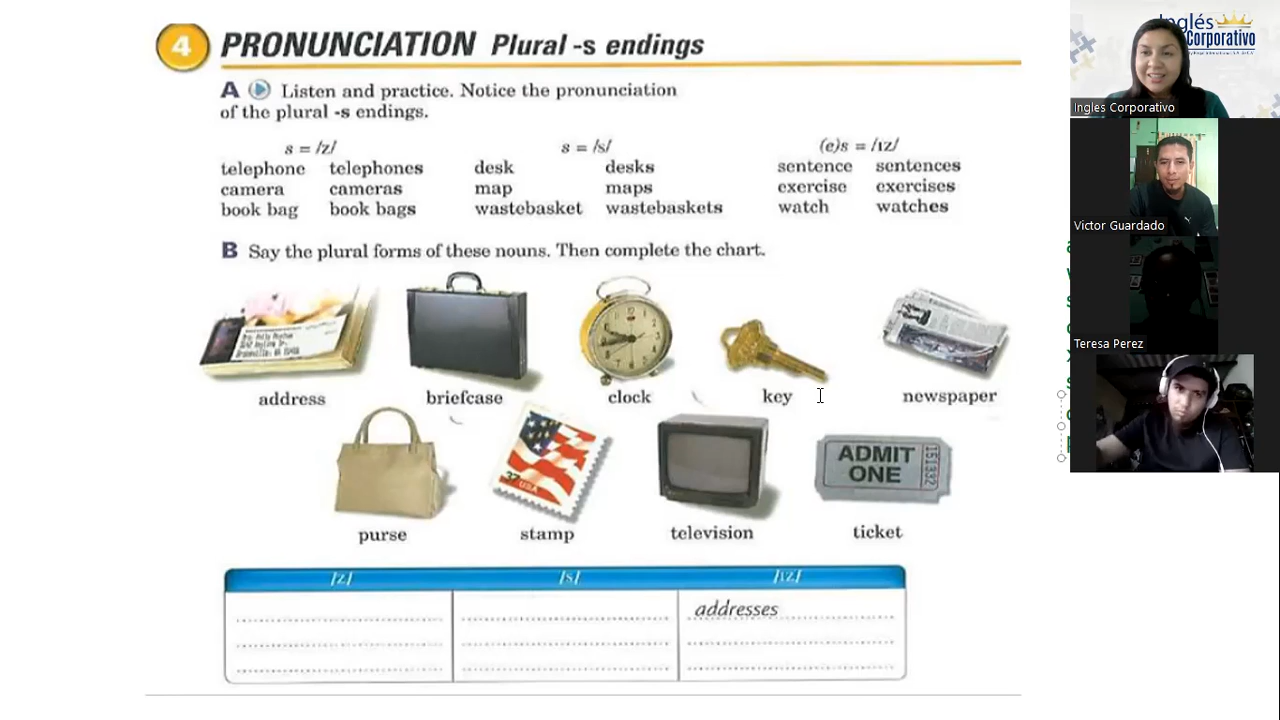 4 PRONUNCIATION Plural -s endings
A Listen and practice. Notice the pronunciation
of the plural -s endings.
s = /z/ s = /s/ (e)s = /ɪz/
telephone telephones desk desks sentence sentences
camera cameras map maps exercise exercises
book bag book bags wastebasket wastebaskets watch watches
B Say the plural forms of these nouns. Then complete the chart.
address briefcase clock key newspaper
37 USA
ADMIT
ONE
151332
purse stamp television ticket
/z/ /s/ /ɪz/
addresses
Inglés
Corporativo
Ingles Corporativo
Victor Guardado
Teresa Perez